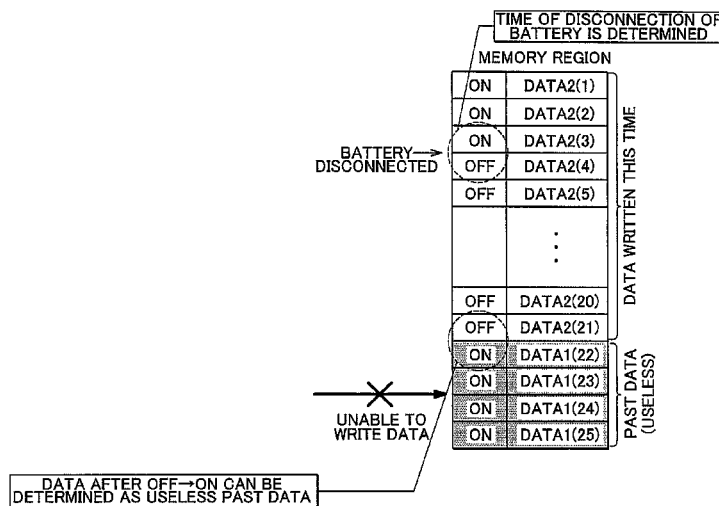 TIME OF DISCONNECTION OF
BATTERY IS DETERMINED
MEMORY REGION
ON DATA2(1)
ON DATA2(2)
ON DATA2(3)
BATTERY→
DISCONNECTED
OFF DATA2(4)
OFF DATA2(5)
⋮
OFF DATA2(20)
OFF DATA2(21)
DATA WRITTEN THIS TIME
ON DATA1(22)
ON DATA1(23)
ON DATA1(24)
ON DATA1(25)
PAST DATA
(USELESS)
UNABLE TO
WRITE DATA
DATA AFTER OFF→ON CAN BE
DETERMINED AS USELESS PAST DATA